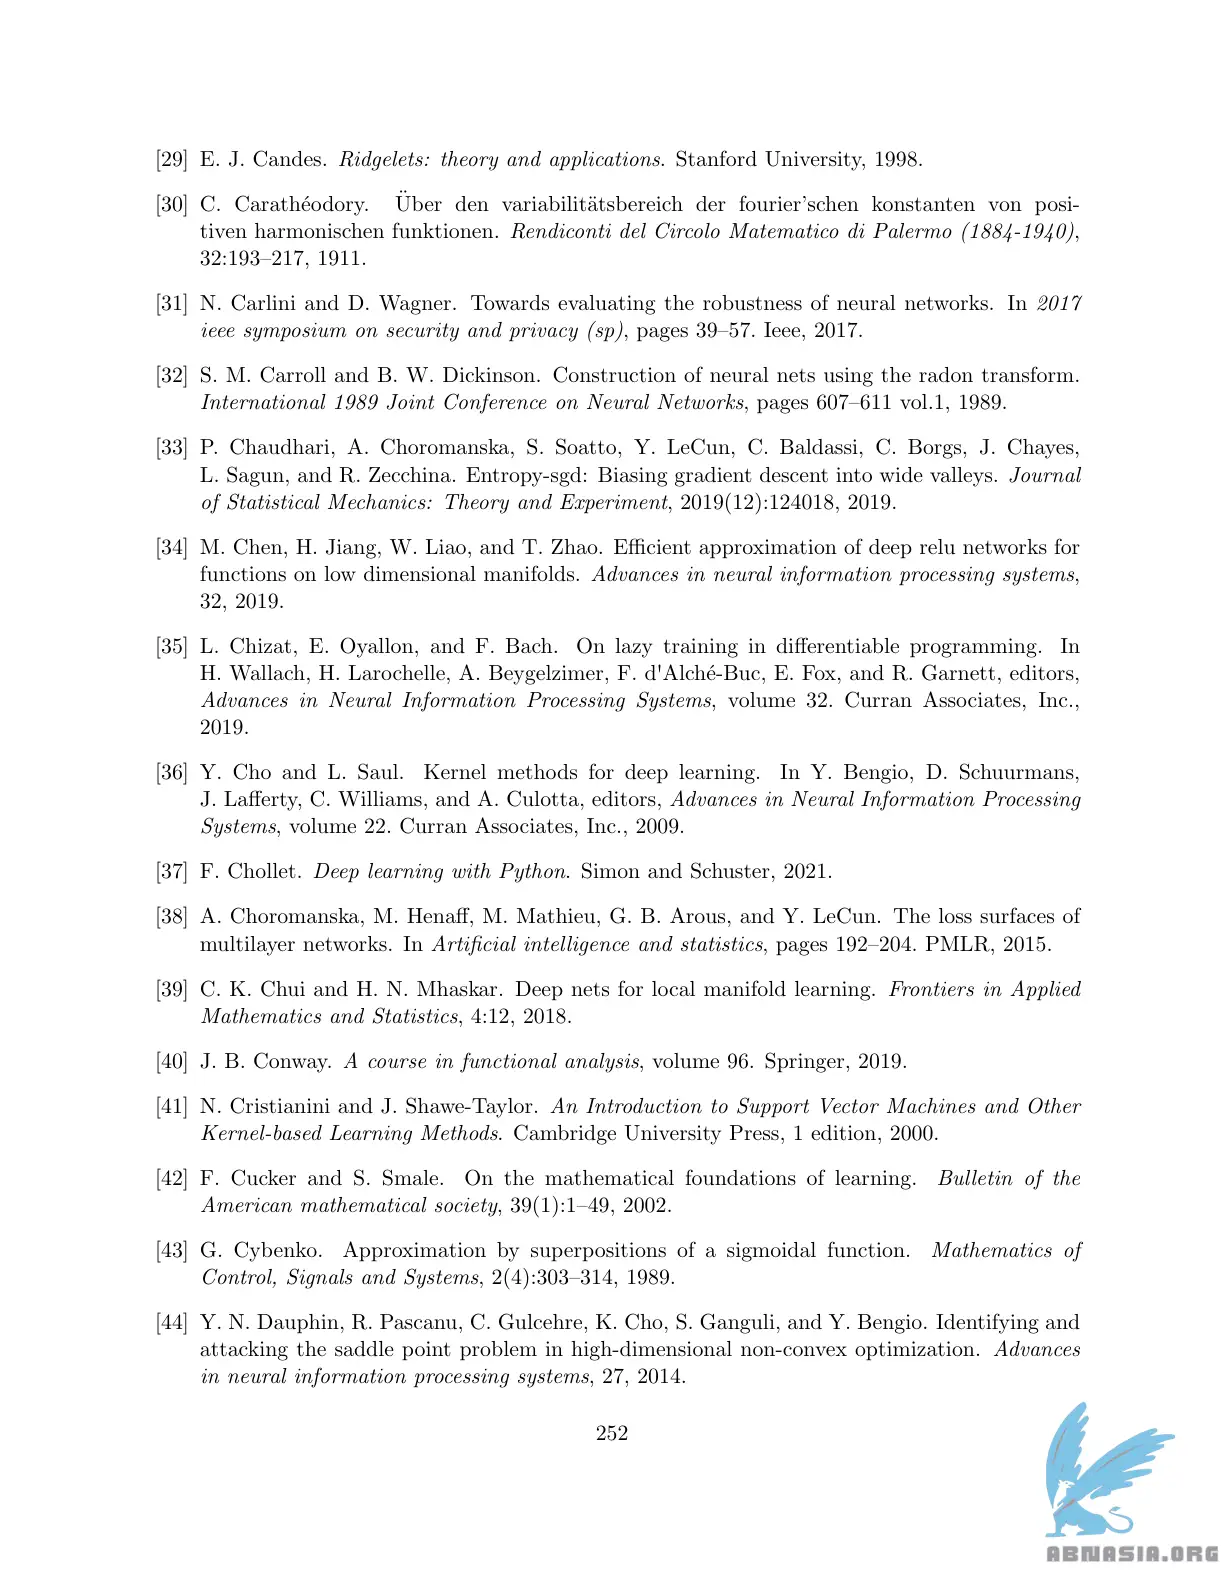 [29] E. J. Candes. Ridgelets: theory and applications. Stanford University, 1998.
[30] C. Carathéodory. Über den variabilitätsbereich der fourier'schen konstanten von posi-
tiven harmonischen funktionen. Rendiconti del Circolo Matematico di Palermo (1884-1940),
32:193–217, 1911.
[31] N. Carlini and D. Wagner. Towards evaluating the robustness of neural networks. In 2017
ieee symposium on security and privacy (sp), pages 39–57. Ieee, 2017.
[32] S. M. Carroll and B. W. Dickinson. Construction of neural nets using the radon transform.
International 1989 Joint Conference on Neural Networks, pages 607–611 vol.1, 1989.
[33] P. Chaudhari, A. Choromanska, S. Soatto, Y. LeCun, C. Baldassi, C. Borgs, J. Chayes,
L. Sagun, and R. Zecchina. Entropy-sgd: Biasing gradient descent into wide valleys. Journal
of Statistical Mechanics: Theory and Experiment, 2019(12):124018, 2019.
[34] M. Chen, H. Jiang, W. Liao, and T. Zhao. Efficient approximation of deep relu networks for
functions on low dimensional manifolds. Advances in neural information processing systems,
32, 2019.
[35] L. Chizat, E. Oyallon, and F. Bach. On lazy training in differentiable programming. In
H. Wallach, H. Larochelle, A. Beygelzimer, F. d'Alché-Buc, E. Fox, and R. Garnett, editors,
Advances in Neural Information Processing Systems, volume 32. Curran Associates, Inc.,
2019.
[36] Y. Cho and L. Saul. Kernel methods for deep learning. In Y. Bengio, D. Schuurmans,
J. Lafferty, C. Williams, and A. Culotta, editors, Advances in Neural Information Processing
Systems, volume 22. Curran Associates, Inc., 2009.
[37] F. Chollet. Deep learning with Python. Simon and Schuster, 2021.
[38] A. Choromanska, M. Henaff, M. Mathieu, G. B. Arous, and Y. LeCun. The loss surfaces of
multilayer networks. In Artificial intelligence and statistics, pages 192–204. PMLR, 2015.
[39] C. K. Chui and H. N. Mhaskar. Deep nets for local manifold learning. Frontiers in Applied
Mathematics and Statistics, 4:12, 2018.
[40] J. B. Conway. A course in functional analysis, volume 96. Springer, 2019.
[41] N. Cristianini and J. Shawe-Taylor. An Introduction to Support Vector Machines and Other
Kernel-based Learning Methods. Cambridge University Press, 1 edition, 2000.
[42] F. Cucker and S. Smale. On the mathematical foundations of learning. Bulletin of the
American mathematical society, 39(1):1–49, 2002.
[43] G. Cybenko. Approximation by superpositions of a sigmoidal function. Mathematics of
Control, Signals and Systems, 2(4):303–314, 1989.
[44] Y. N. Dauphin, R. Pascanu, C. Gulcehre, K. Cho, S. Ganguli, and Y. Bengio. Identifying and
attacking the saddle point problem in high-dimensional non-convex optimization. Advances
in neural information processing systems, 27, 2014.
252
ABNASIA.ORG